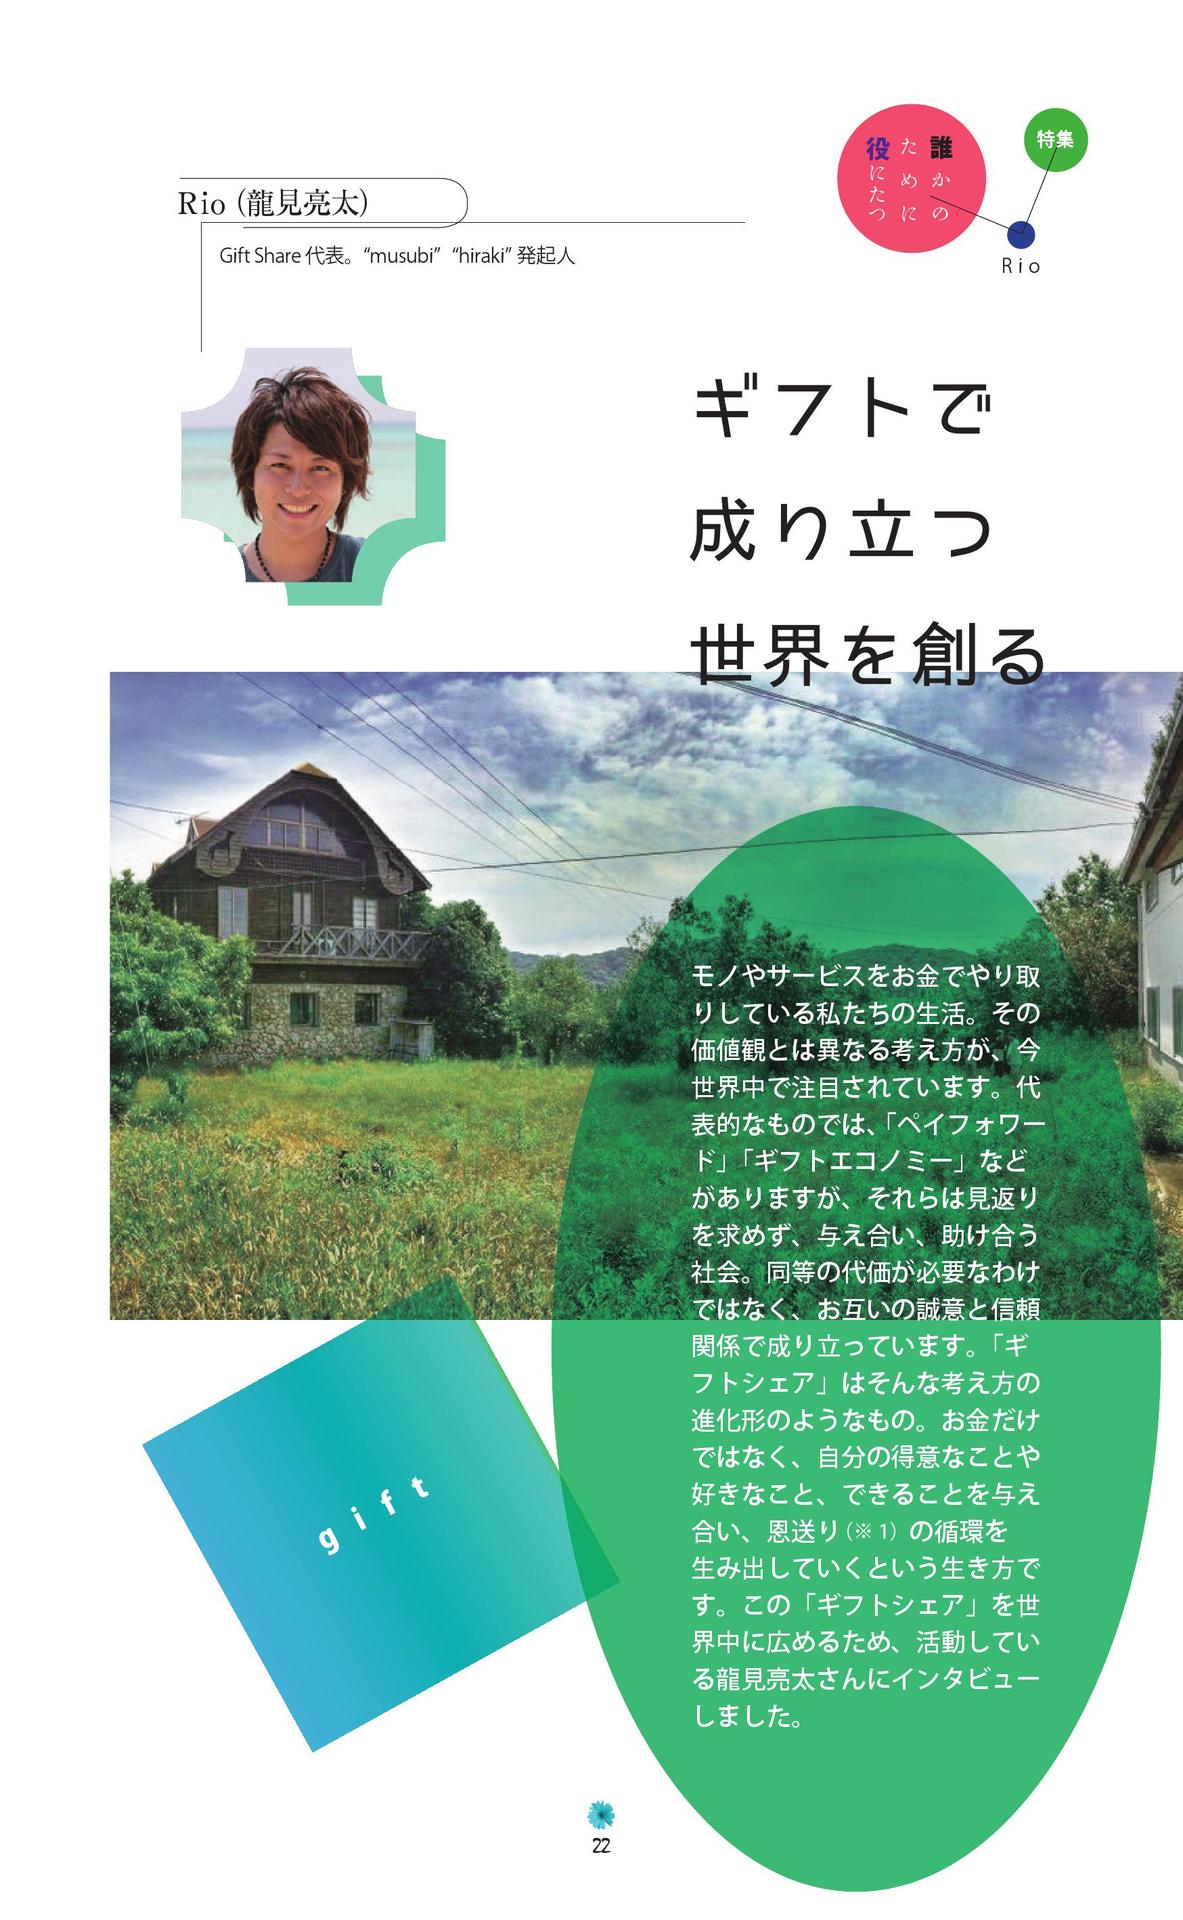 特集
誰かの
ために
役にたつ
Rio
Rio (龍見亮太)
Gift Share 代表。“musubi” “hiraki” 発起人
ギフトで
成り立つ
世界を創る
モノやサービスをお金でやり取
りしている私たちの生活。その
価値観とは異なる考え方が、今
世界中で注目されています。代
表的なものでは、「ペイフォワー
ド」「ギフトエコノミー」など
がありますが、それらは見返り
を求めず、与え合い、助け合う
社会。同等の代価が必要なわけ
ではなく、お互いの誠意と信頼
関係で成り立っています。「ギ
フトシェア」はそんな考え方の
進化形のようなもの。お金だけ
ではなく、自分の得意なことや
好きなこと、できることを与え
合い、恩送り（※ 1）の循環を
生み出していくという生き方で
す。この「ギフトシェア」を世
界中に広めるため、活動してい
る龍見亮太さんにインタビュー
しました。
gift
22